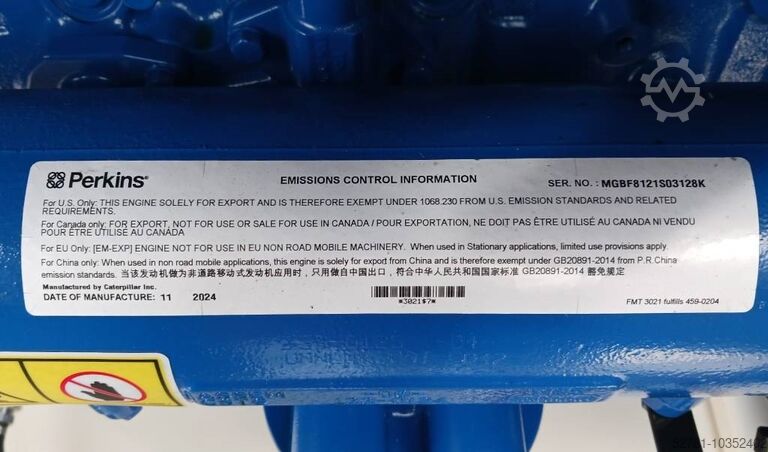 Perkins®
EMISSIONS CONTROL INFORMATION
SER. NO. : MGBF8121S03128K
For U.S Only: THIS ENGINE SOLELY FOR EXPORT AND IS THEREFORE EXEMPT UNDER 1068.230 FROM U.S. EMISSION STANDARDS AND RELATED
REQUIREMENTS.
For Canada only: FOR EXPORT, NOT FOR USE OR SALE FOR USE IN CANADA / POUR EXPORTATION, NE DOIT PAS ÊTRE UTILISÉ AU CANADA NI VENDU
POUR ÊTRE UTILISÉ AU CANADA
For EU Only: [EM-EXP] ENGINE NOT FOR USE IN EU NON ROAD MOBILE MACHINERY. When used in Stationary applications, limited use provisions apply.
For China only: When used in non road mobile applications, this engine is solely for export from China and is therefore exempt under GB20891-2014 from P.R.China
emission standards. 当该发动机做为非道路移动式发动机应用时，只用做自中国出口，符合中华人民共和国国家标准 GB20891-2014 豁免规定
Manufactured by Caterpillar Inc.
DATE OF MANUFACTURE: 11 2024
*3021$7*
FMT 3021 fulfills 459-0204